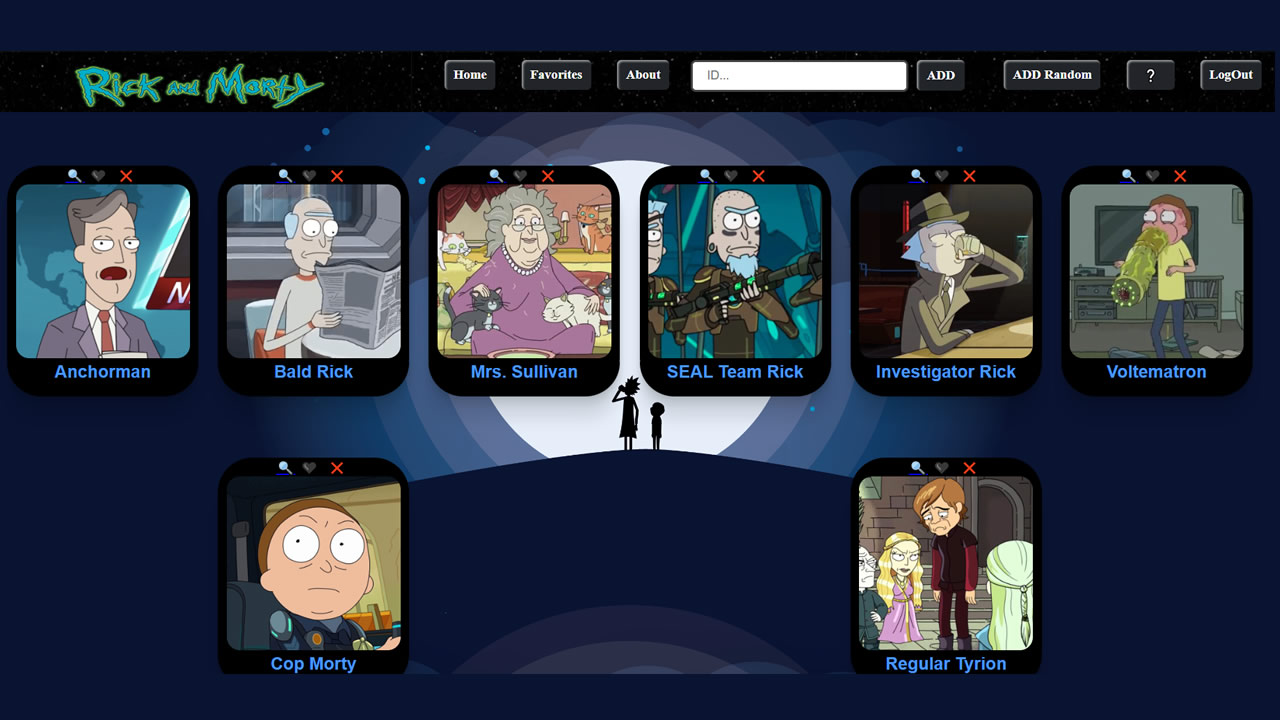 Rick and Morty
Home
Favorites
About
ID...
ADD
ADD Random
?
LogOut
N
Anchorman
Bald Rick
Mrs. Sullivan
SEAL Team Rick
Investigator Rick
Voltematron
Cop Morty
Regular Tyrion